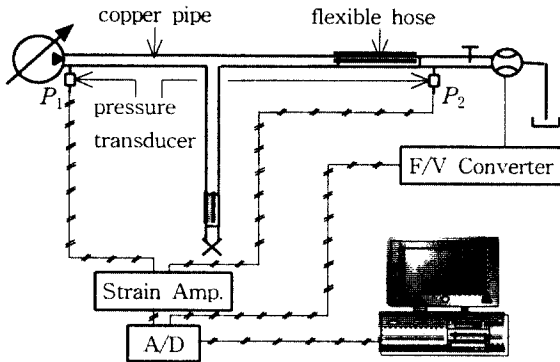 copper pipe
flexible hose
P1
pressure
transducer
P2
F/V Converter
Strain Amp.
A/D